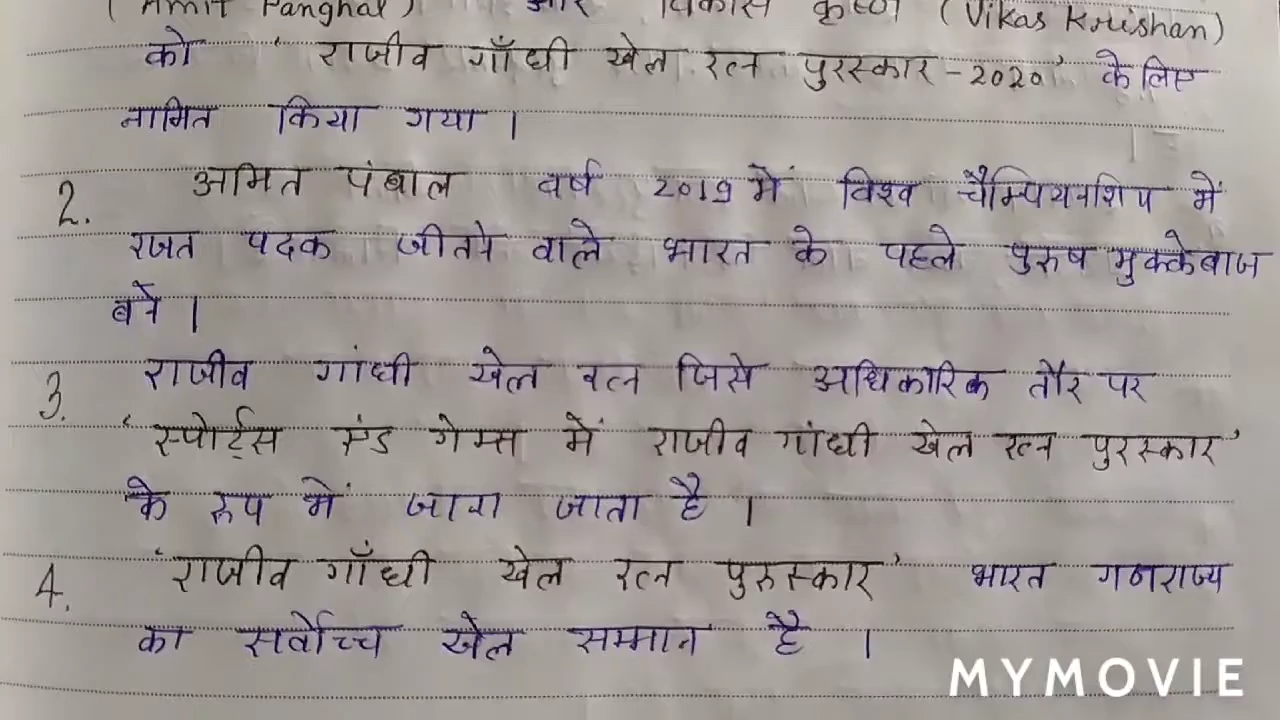 (Amit Panghal) और विकास कृष्ण (Vikas Krishan)
को 'राजीव गाँधी खेल रत्न पुरस्कार-2020' के लिए
नामित किया गया ।
2. अमित पंघाल वर्ष 2019 में विश्व चैम्पियनशिप में
रजत पदक जीतने वाले भारत के पहले पुरुष मुक्केबाज
बने ।
3. राजीव गांधी खेल रत्न जिसे अधिकारिक तौर पर
'स्पोर्ट्स एंड गेम्स में राजीव गांधी खेल रत्न पुरस्कार'
के रुप में जाना जाता है ।
4. 'राजीव गाँधी खेल रत्न पुरुस्कार' भारत गणराज्य
का सर्वोच्च खेल सम्मान है ।
MYMOVIE